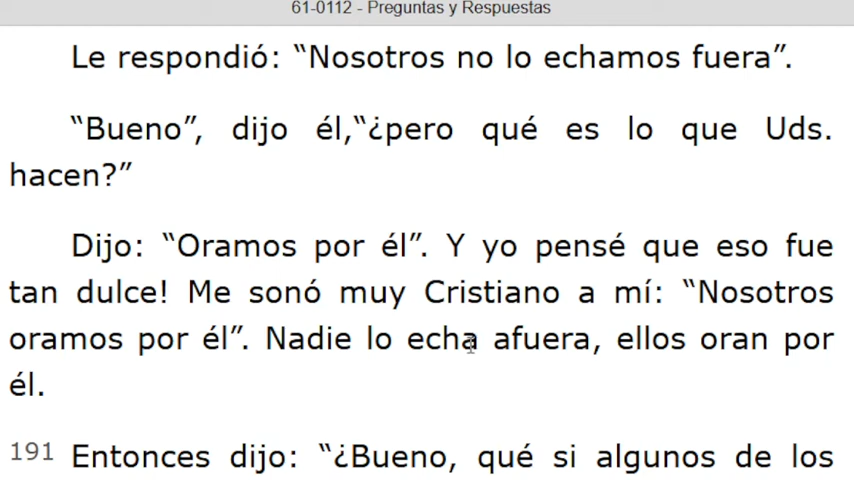 61-0112 - Preguntas y Respuestas
Le respondió: “Nosotros no lo echamos fuera”.
“Bueno”, dijo él,“¿pero qué es lo que Uds.
hacen?”
Dijo: “Oramos por él”. Y yo pensé que eso fue
tan dulce! Me sonó muy Cristiano a mí: “Nosotros
oramos por él”. Nadie lo echa afuera, ellos oran por
él.
191 Entonces dijo: “¿Bueno, qué si algunos de los